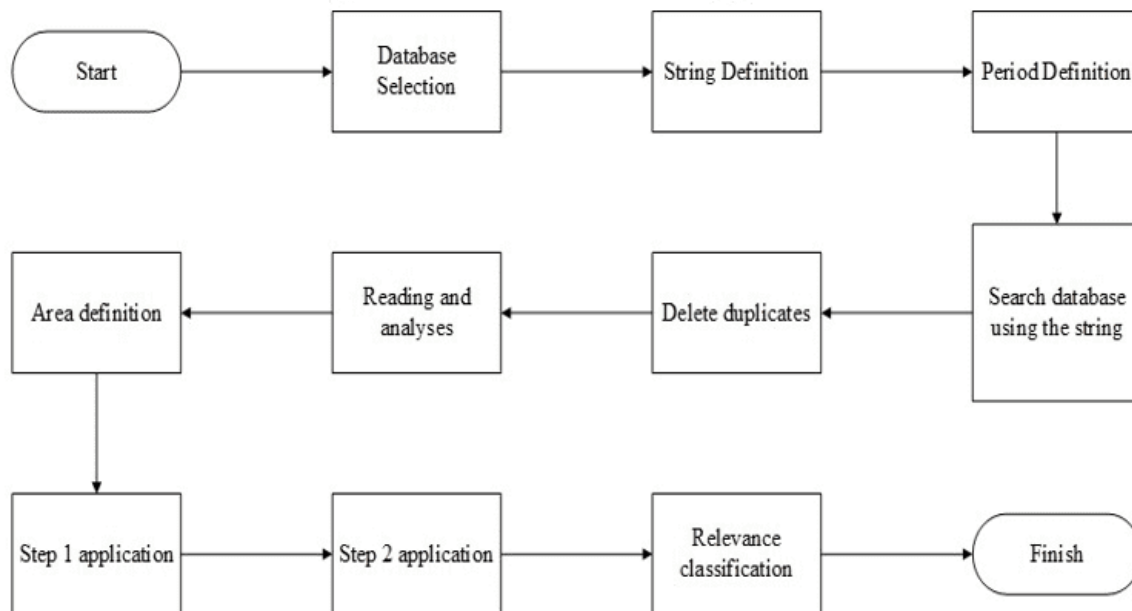 Start
Database
Selection
String Definition
Period Definition
Search database
using the string
Delete duplicates
Reading and
analyses
Area definition
Step 1 application
Step 2 application
Relevance
classification
Finish